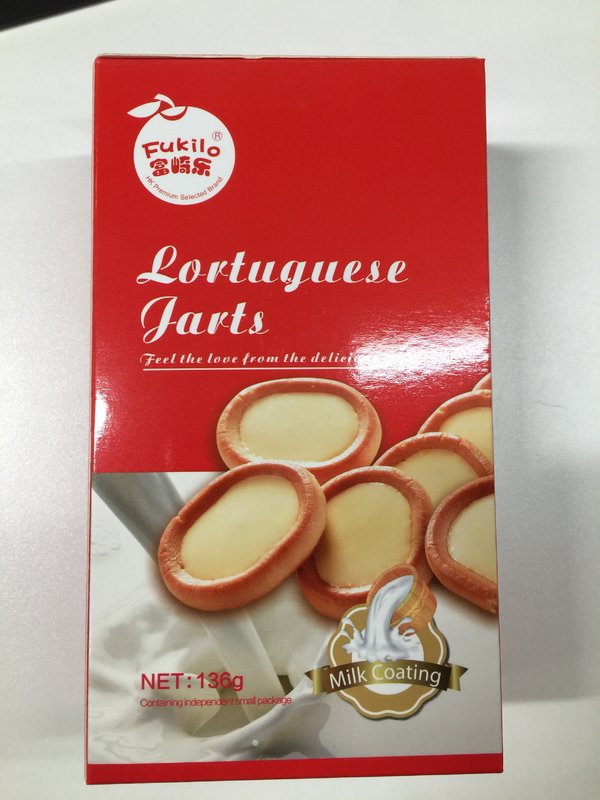 Fukilo®
富崎乐
HK Premium Selected Brand
Lortuguese
Jarts
Feel the love from the
Milk Coating
NET:136g
Containing independent small package